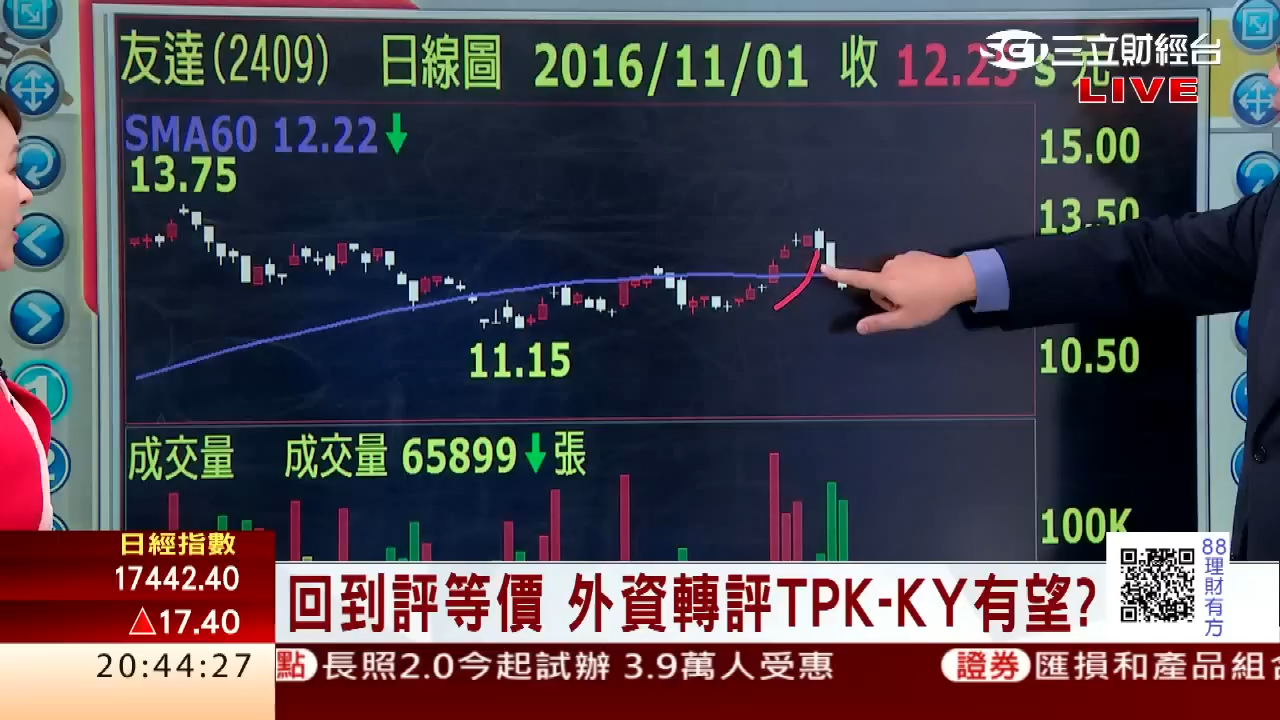 友達(2409) 日線圖 2016/11/01 收 12.25 s 元
三立財經台
LIVE
SMA60 12.22
13.75
15.00
13.50
11.15
10.50
成交量 成交量 65899 張
100K
日經指數
17442.40
17.40
回到評等價 外資轉評TPK-KY有望?
88理財有方
20:44:27
點 長照2.0今起試辦 3.9萬人受惠
證券 匯損和產品組合